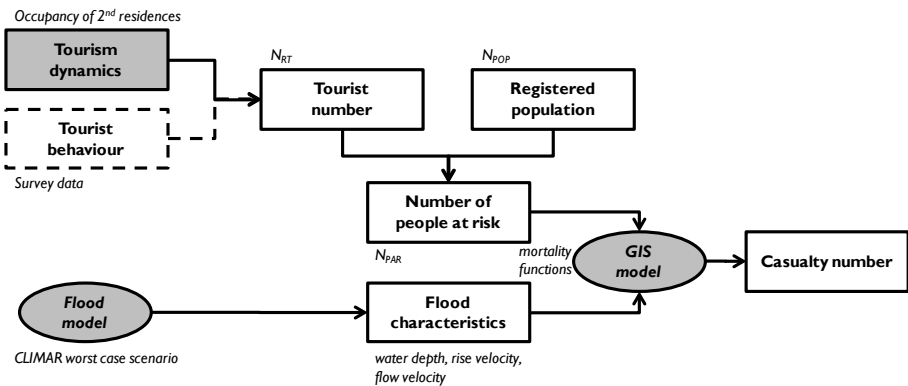 Occupancy of 2nd residences
Tourism
dynamics
N_RT
Tourist
number
N_POP
Registered
population
Tourist
behaviour
Survey data
Number of
people at risk
N_PAR
mortality
functions
GIS
model
Casualty number
Flood
model
CLIMAR worst case scenario
Flood
characteristics
water depth, rise velocity,
flow velocity